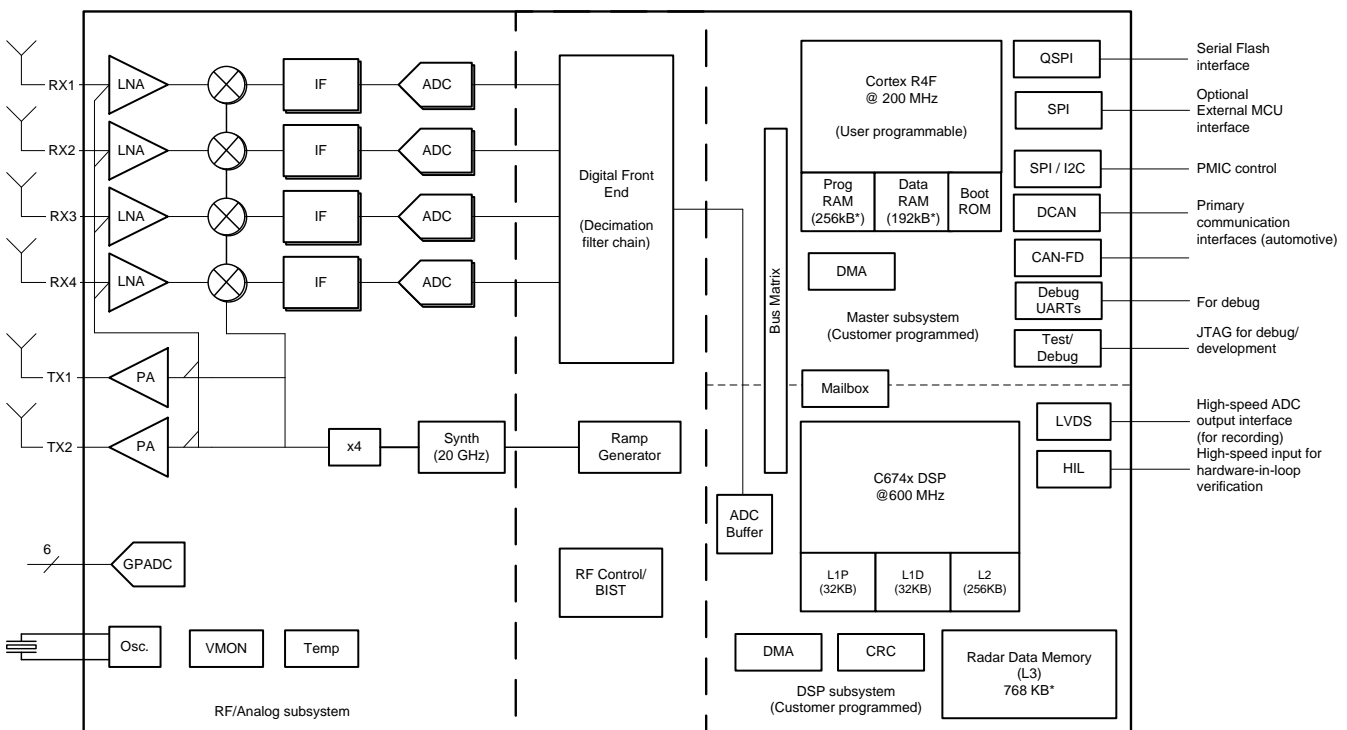 RX1
LNA
IF
ADC
RX2
LNA
IF
ADC
RX3
LNA
IF
ADC
RX4
LNA
IF
ADC
TX1
PA
TX2
PA
x4
Synth
(20 GHz)
Ramp
Generator
Digital Front
End
(Decimation
filter chain)
6
GPADC
Osc.
VMON
Temp
RF/Analog subsystem
RF Control/
BIST
ADC
Buffer
Bus Matrix
Cortex R4F
@ 200 MHz
(User programmable)
Prog
RAM
(256kB*)
Data
RAM
(192kB*)
Boot
ROM
DMA
Master subsystem
(Customer programmed)
Mailbox
QSPI
Serial Flash
interface
SPI
Optional
External MCU
interface
SPI / I2C
PMIC control
DCAN
Primary
communication
interfaces (automotive)
CAN-FD
Debug
UARTs
For debug
Test/
Debug
JTAG for debug/
development
LVDS
High-speed ADC
output interface
(for recording)
HIL
High-speed input for
hardware-in-loop
verification
C674x DSP
@600 MHz
L1P
(32KB)
L1D
(32KB)
L2
(256KB)
DMA
CRC
Radar Data Memory
(L3)
768 KB*
DSP subsystem
(Customer programmed)